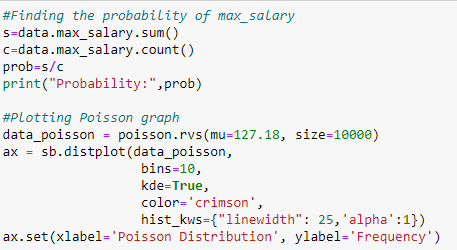 #Finding the probability of max_salary
s=data.max_salary.sum()
c=data.max_salary.count()
prob=s/c
print("Probability:",prob)
#Plotting Poisson graph
data_poisson = poisson.rvs(mu=127.18, size=10000)
ax = sb.distplot(data_poisson,
bins=10,
kde=True,
color='crimson',
hist_kws={"linewidth": 25,'alpha':1})
ax.set(xlabel='Poisson Distribution', ylabel='Frequency')